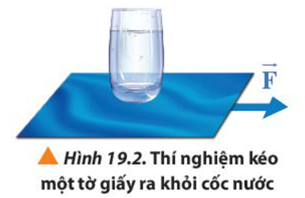 F
Hình 19.2. Thí nghiệm kéo
một tờ giấy ra khỏi cốc nước